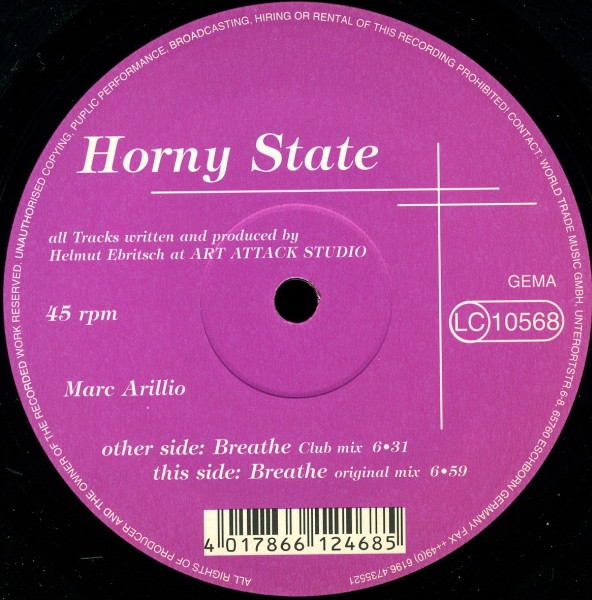 Horny State
all Tracks written and produced by
Helmut Ebritsch at ART ATTACK STUDIO
GEMA
LC 10568
45 rpm
Marc Arillio
other side: Breathe Club mix 6•31
this side: Breathe original mix 6•59
4 017866 124685
ALL RIGHTS OF PRODUCER AND THE OWNER OF THE RECORDED WORK RESERVED. UNAUTHORISED COPYING. PUPLIC PERFORMANCE. BROADCASTING. HIRING OR RENTAL OF THIS RECORDING PROHIBITED! CONTACT: WORLD TRADE MUSIC GMBH, UNTERORTSTR.6-8, 65760 ESCHBORN GERMANY FAX ++49(0) 6196.4735521